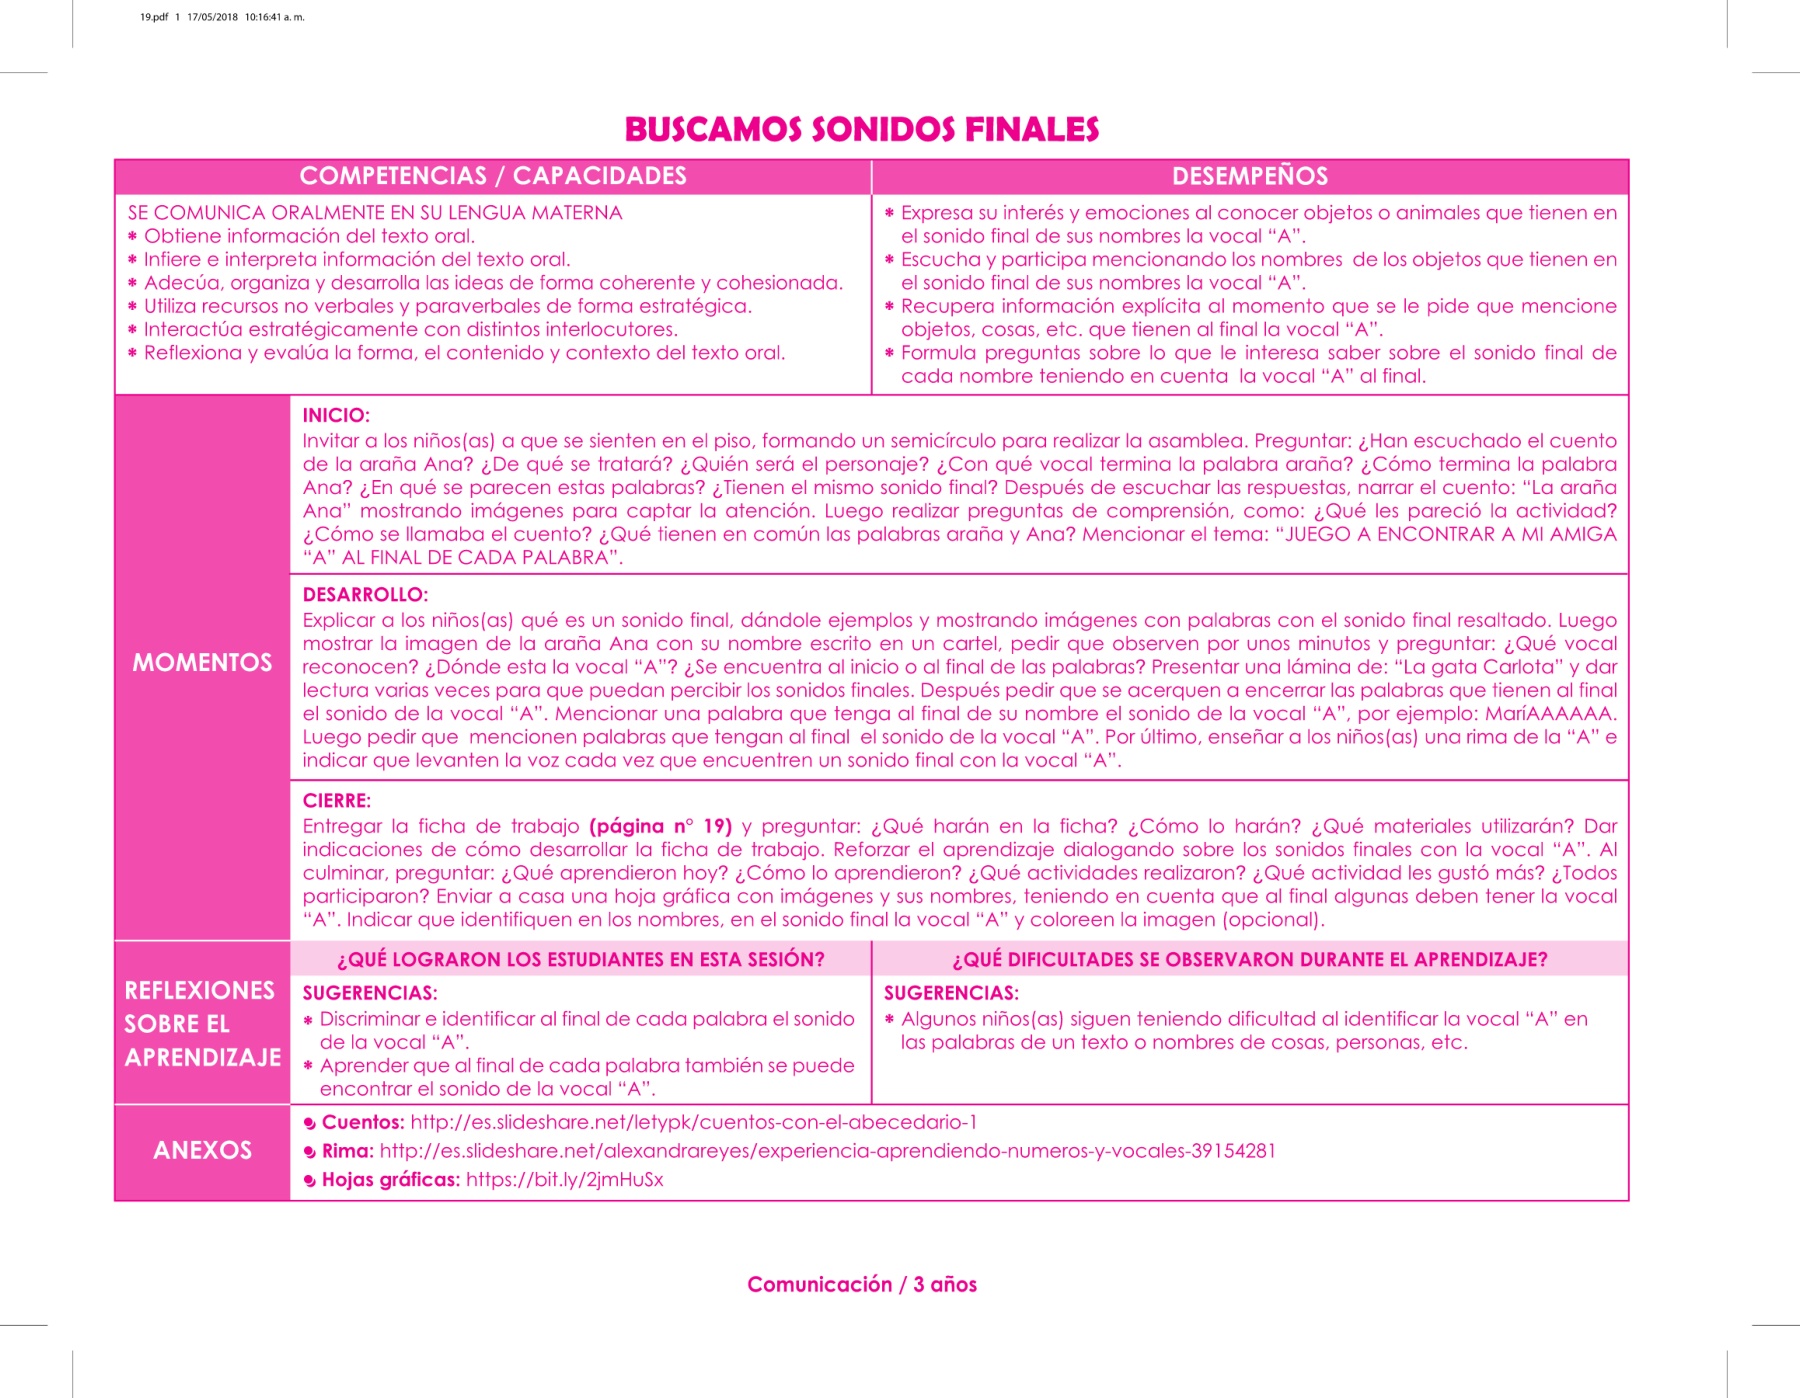 19.pdf 1 17/05/2018 10:16:41 a. m.
BUSCAMOS SONIDOS FINALES
COMPETENCIAS / CAPACIDADES
SE COMUNICA ORALMENTE EN SU LENGUA MATERNA
* Obtiene información del texto oral.
* Infiere e interpreta información del texto oral.
* Adecúa, organiza y desarrolla las ideas de forma coherente y cohesionada.
* Utiliza recursos no verbales y paraverbales de forma estratégica.
* Interactúa estratégicamente con distintos interlocutores.
* Reflexiona y evalúa la forma, el contenido y contexto del texto oral.
DESEMPEÑOS
* Expresa su interés y emociones al conocer objetos o animales que tienen en
el sonido final de sus nombres la vocal “A”.
* Escucha y participa mencionando los nombres de los objetos que tienen en
el sonido final de sus nombres la vocal “A”.
* Recupera información explícita al momento que se le pide que mencione
objetos, cosas, etc. que tienen al final la vocal “A”.
* Formula preguntas sobre lo que le interesa saber sobre el sonido final de
cada nombre teniendo en cuenta la vocal “A” al final.
MOMENTOS
INICIO:
Invitar a los niños(as) a que se sienten en el piso, formando un semicírculo para realizar la asamblea. Preguntar: ¿Han escuchado el cuento
de la araña Ana? ¿De qué se tratará? ¿Quién será el personaje? ¿Con qué vocal termina la palabra araña? ¿Cómo termina la palabra
Ana? ¿En qué se parecen estas palabras? ¿Tienen el mismo sonido final? Después de escuchar las respuestas, narrar el cuento: “La araña
Ana” mostrando imágenes para captar la atención. Luego realizar preguntas de comprensión, como: ¿Qué les pareció la actividad?
¿Cómo se llamaba el cuento? ¿Qué tienen en común las palabras araña y Ana? Mencionar el tema: “JUEGO A ENCONTRAR A MI AMIGA
“A” AL FINAL DE CADA PALABRA”.
DESARROLLO:
Explicar a los niños(as) qué es un sonido final, dándole ejemplos y mostrando imágenes con palabras con el sonido final resaltado. Luego
mostrar la imagen de la araña Ana con su nombre escrito en un cartel, pedir que observen por unos minutos y preguntar: ¿Qué vocal
reconocen? ¿Dónde esta la vocal “A”? ¿Se encuentra al inicio o al final de las palabras? Presentar una lámina de: “La gata Carlota” y dar
lectura varias veces para que puedan percibir los sonidos finales. Después pedir que se acerquen a encerrar las palabras que tienen al final
el sonido de la vocal “A”. Mencionar una palabra que tenga al final de su nombre el sonido de la vocal “A”, por ejemplo: MaríAAAAAA.
Luego pedir que mencionen palabras que tengan al final el sonido de la vocal “A”. Por último, enseñar a los niños(as) una rima de la “A” e
indicar que levanten la voz cada vez que encuentren un sonido final con la vocal “A”.
CIERRE:
Entregar la ficha de trabajo (página n° 19) y preguntar: ¿Qué harán en la ficha? ¿Cómo lo harán? ¿Qué materiales utilizarán? Dar
indicaciones de cómo desarrollar la ficha de trabajo. Reforzar el aprendizaje dialogando sobre los sonidos finales con la vocal “A”. Al
culminar, preguntar: ¿Qué aprendieron hoy? ¿Cómo lo aprendieron? ¿Qué actividades realizaron? ¿Qué actividad les gustó más? ¿Todos
participaron? Enviar a casa una hoja gráfica con imágenes y sus nombres, teniendo en cuenta que al final algunas deben tener la vocal
“A”. Indicar que identifiquen en los nombres, en el sonido final la vocal “A” y coloreen la imagen (opcional).
REFLEXIONES
SOBRE EL
APRENDIZAJE
¿QUÉ LOGRARON LOS ESTUDIANTES EN ESTA SESIÓN?
SUGERENCIAS:
* Discriminar e identificar al final de cada palabra el sonido
de la vocal “A”.
* Aprender que al final de cada palabra también se puede
encontrar el sonido de la vocal “A”.
¿QUÉ DIFICULTADES SE OBSERVARON DURANTE EL APRENDIZAJE?
SUGERENCIAS:
* Algunos niños(as) siguen teniendo dificultad al identificar la vocal “A” en
las palabras de un texto o nombres de cosas, personas, etc.
ANEXOS
Cuentos: http://es.slideshare.net/letypk/cuentos-con-el-abecedario-1
Rima: http://es.slideshare.net/alexandrareyes/experiencia-aprendiendo-numeros-y-vocales-39154281
Hojas gráficas: https://bit.ly/2jmHuSx
Comunicación / 3 años